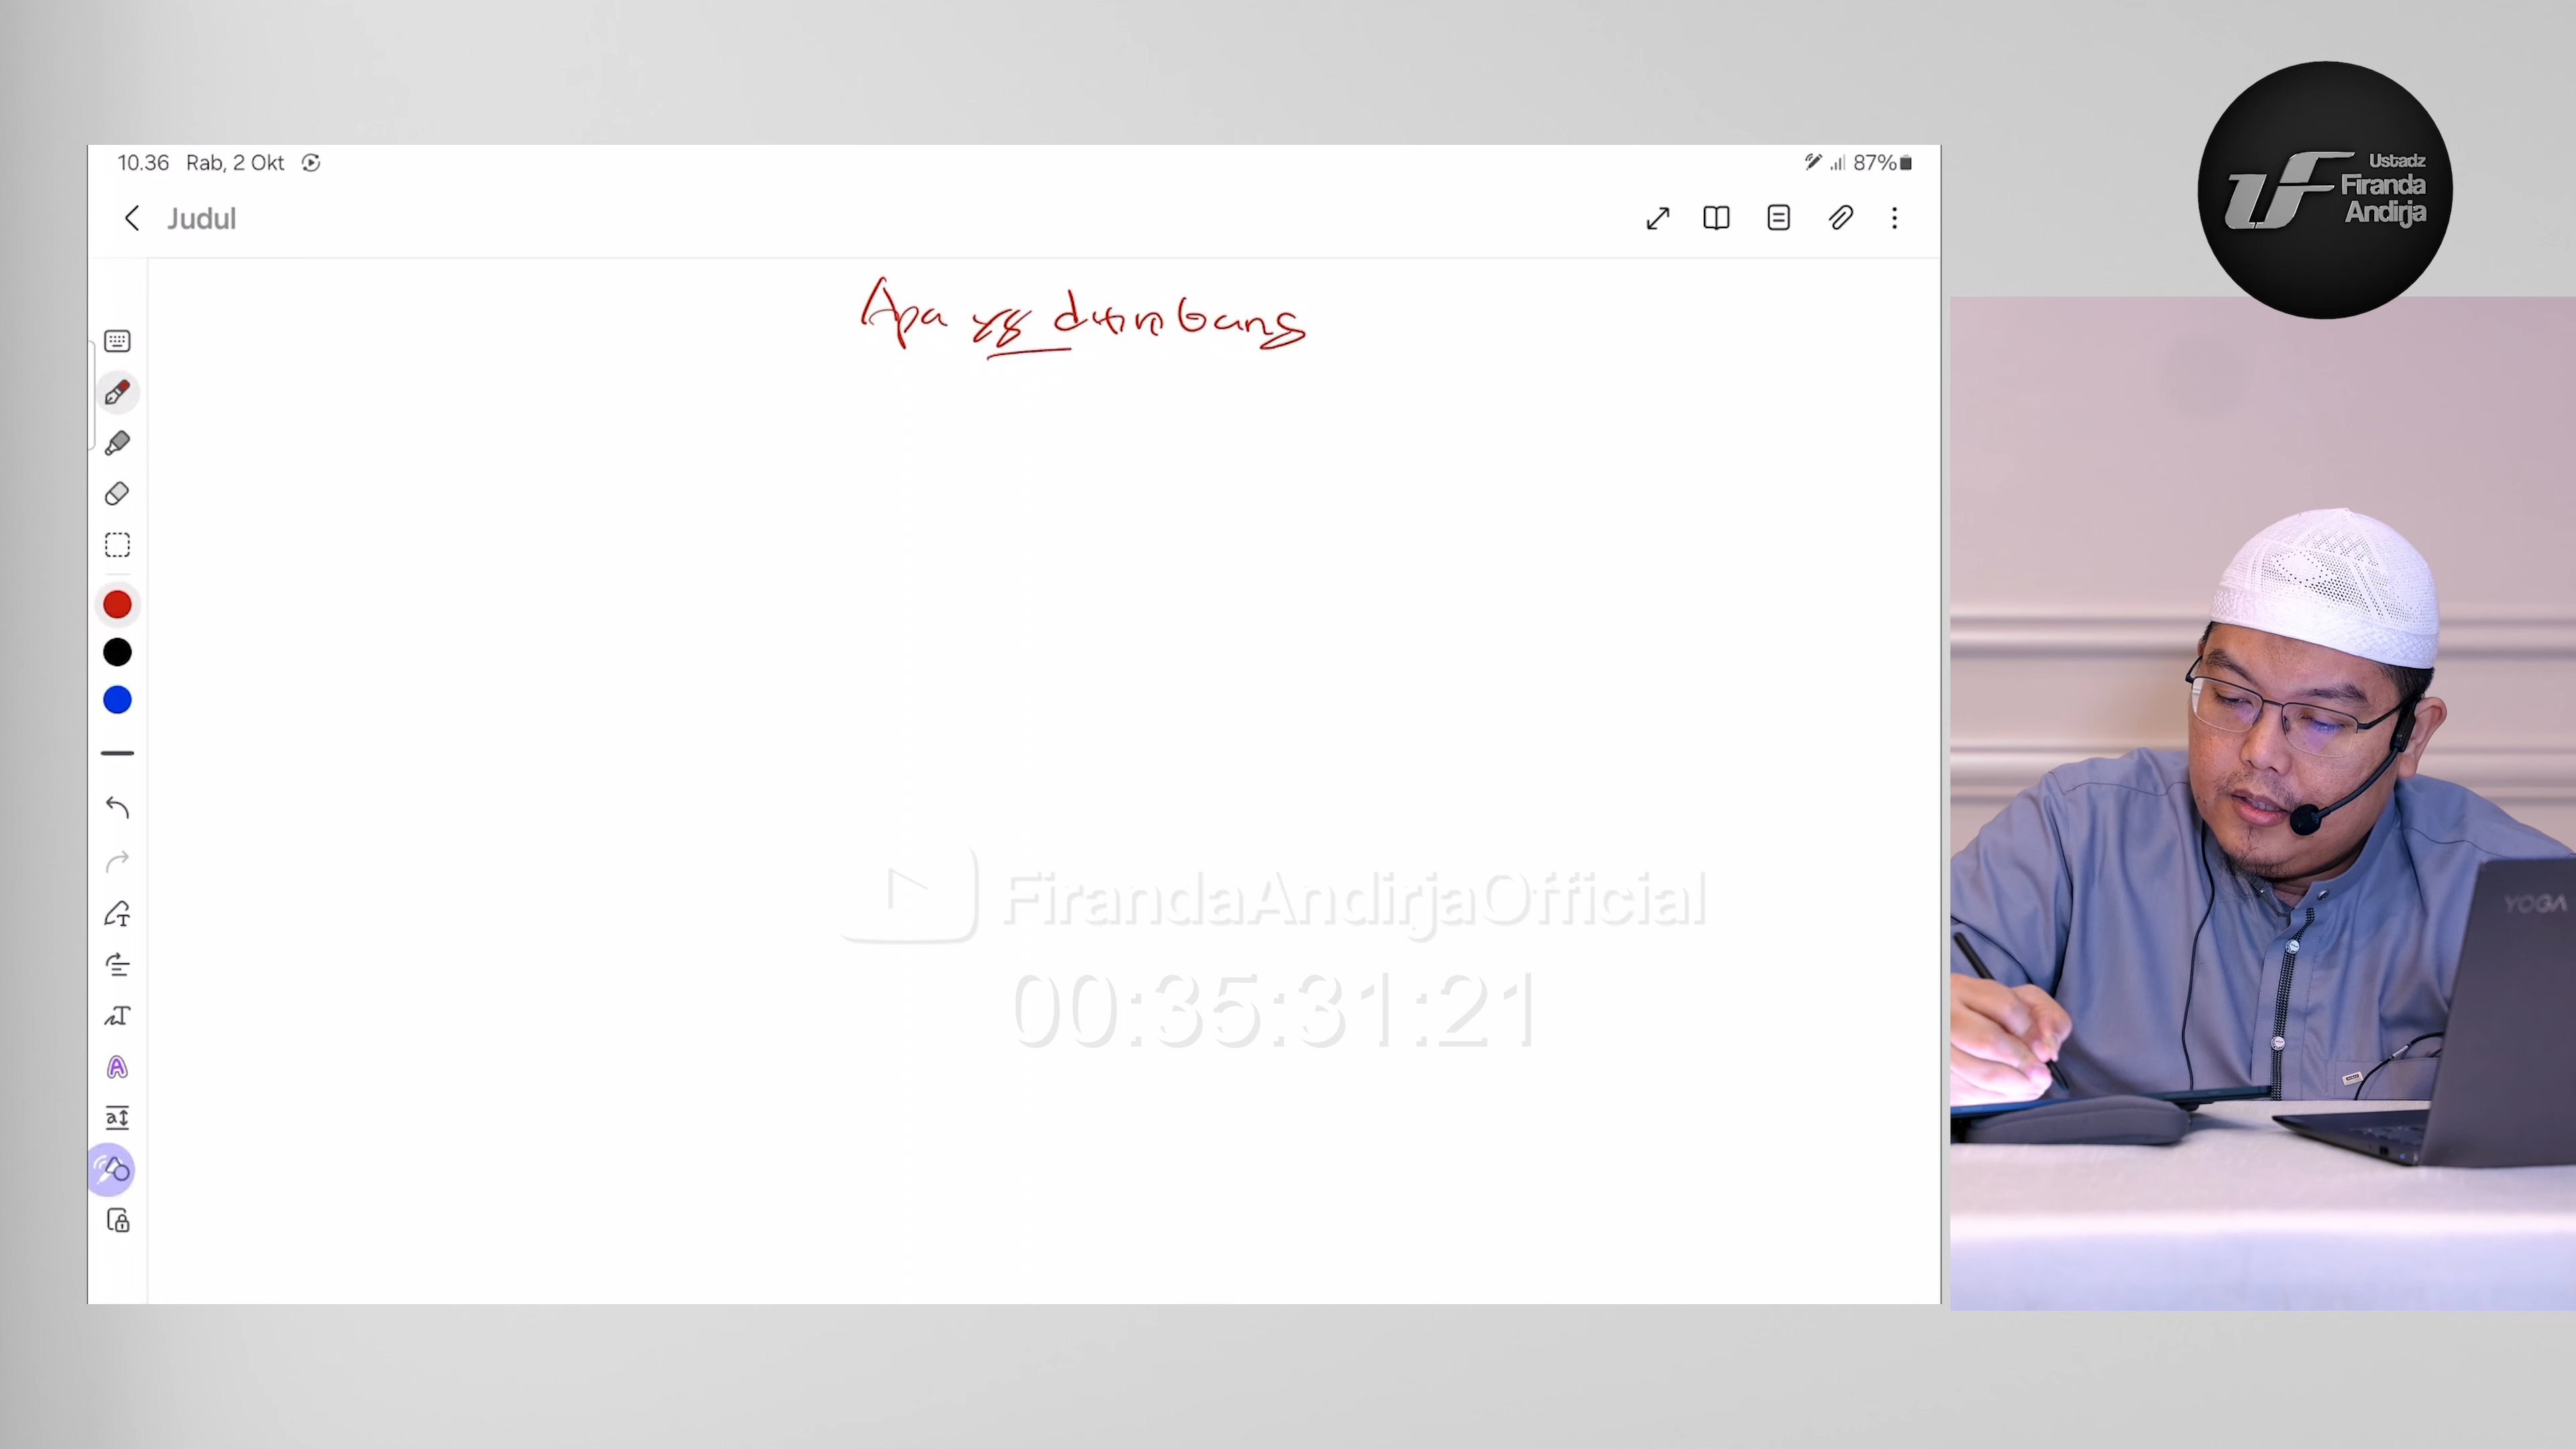 10.36 Rab, 2 Okt
87%
Judul
Apa yg ditimbang
FirandaAndirjaOfficial
00:35:31:21
Ustadz
Firanda
Andirja
YOGA